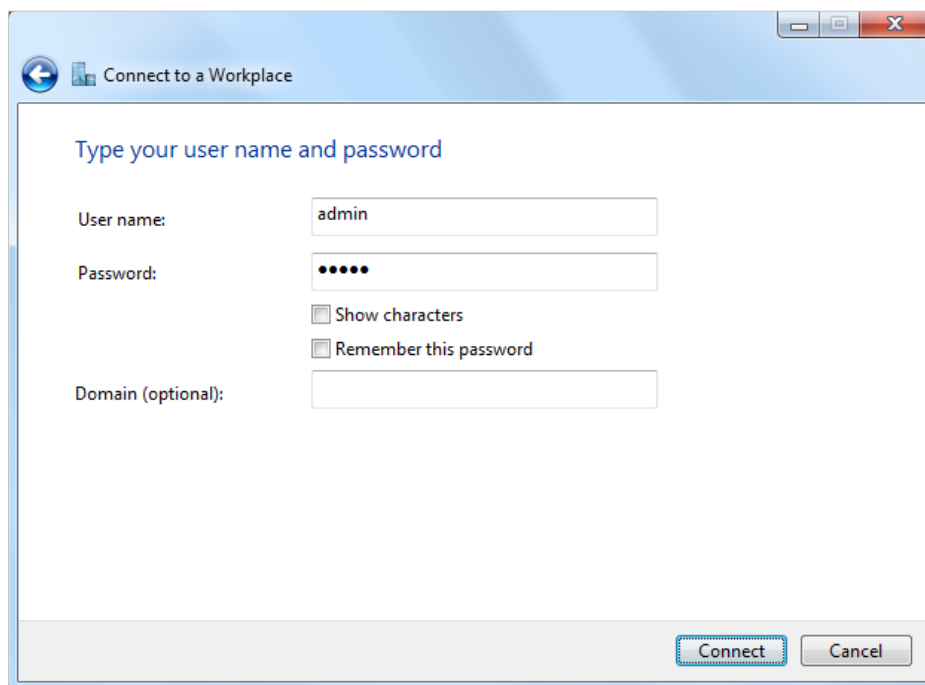 Connect to a Workplace
Type your user name and password
User name:
admin
Password:
•••••
Show characters
Remember this password
Domain (optional):
Connect
Cancel